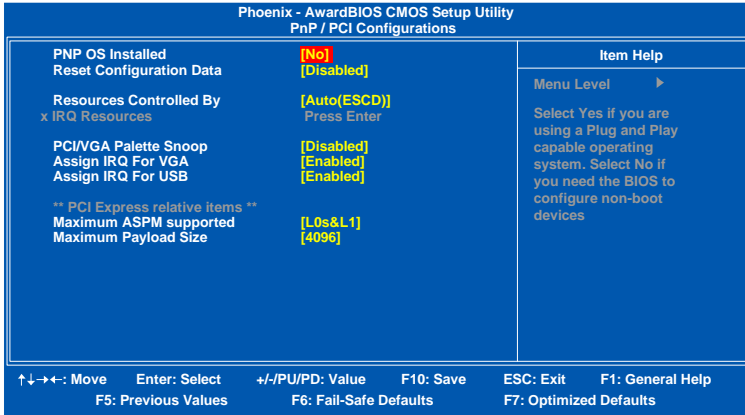 Phoenix - AwardBIOS CMOS Setup Utility
PnP / PCI Configurations
PNP OS Installed [No]
Reset Configuration Data [Disabled]
Resources Controlled By [Auto(ESCD)]
x IRQ Resources Press Enter
PCI/VGA Palette Snoop [Disabled]
Assign IRQ For VGA [Enabled]
Assign IRQ For USB [Enabled]
** PCI Express relative items **
Maximum ASPM supported [L0s&L1]
Maximum Payload Size [4096]
Item Help
Menu Level ▶
Select Yes if you are
using a Plug and Play
capable operating
system. Select No if
you need the BIOS to
configure non-boot
devices
↑↓→←: Move Enter: Select +/-/PU/PD: Value F10: Save ESC: Exit F1: General Help
F5: Previous Values F6: Fail-Safe Defaults F7: Optimized Defaults